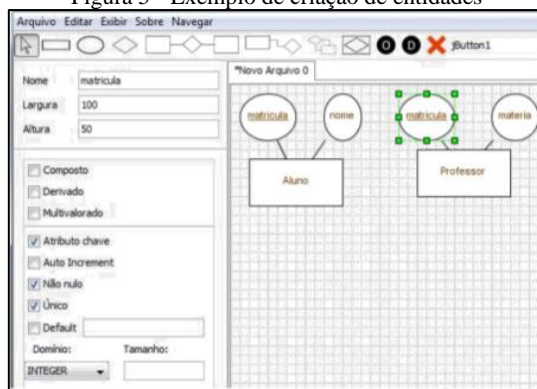 Figura 3 - Exemplo de criação de entidades
Arquivo Editar Exibir Sobre Navegar
O D jButton1
*Novo Arquivo 0
Nome matricula
Largura 100
Altura 50
Composto
Derivado
Multivalorado
Atributo chave
Auto Increment
Não nulo
Único
Default
Domínio: Tamanho:
INTEGER
matricula nome matricula materia
Aluno Professor